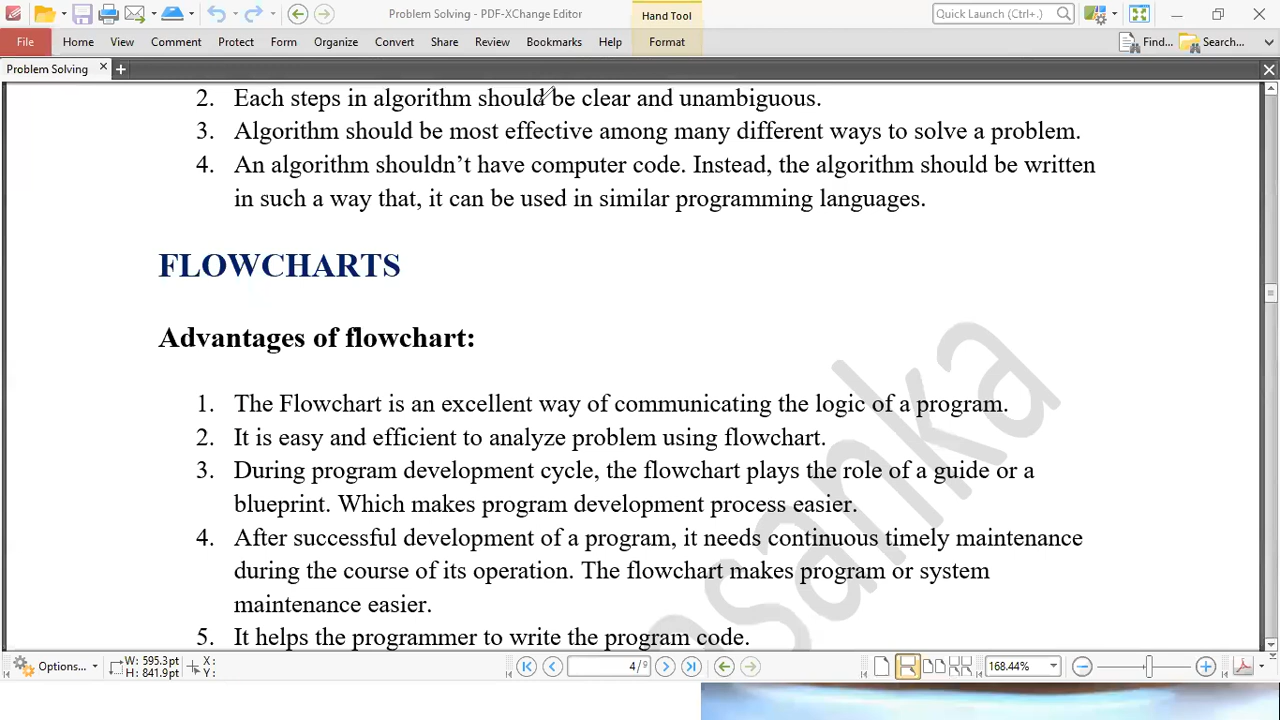 Problem Solving - PDF-XChange Editor
Hand Tool
Quick Launch (Ctrl+.)
File Home View Comment Protect Form Organize Convert Share Review Bookmarks Help Format Find... Search...
Problem Solving
2. Each steps in algorithm should be clear and unambiguous.
3. Algorithm should be most effective among many different ways to solve a problem.
4. An algorithm shouldn’t have computer code. Instead, the algorithm should be written
in such a way that, it can be used in similar programming languages.
FLOWCHARTS
Advantages of flowchart:
1. The Flowchart is an excellent way of communicating the logic of a program.
2. It is easy and efficient to analyze problem using flowchart.
3. During program development cycle, the flowchart plays the role of a guide or a
blueprint. Which makes program development process easier.
4. After successful development of a program, it needs continuous timely maintenance
during the course of its operation. The flowchart makes program or system
maintenance easier.
5. It helps the programmer to write the program code.
Options... W: 595.3pt X: 4/9 168.44%
H: 841.9pt Y: